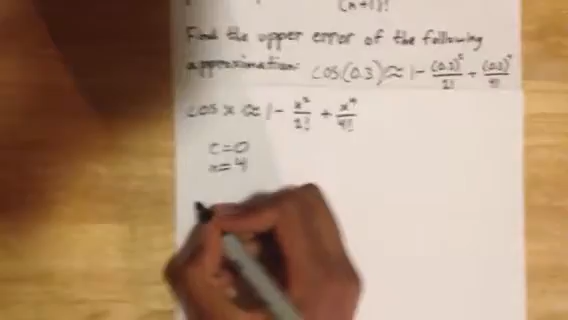 (n+1)!
Find the upper error of the following
approximation: cos(0.3)≈1-(0.3)²/2!+(0.3)⁴/4!
cos x ≈ 1-x²/2!+x⁴/4!
c=0
n=4